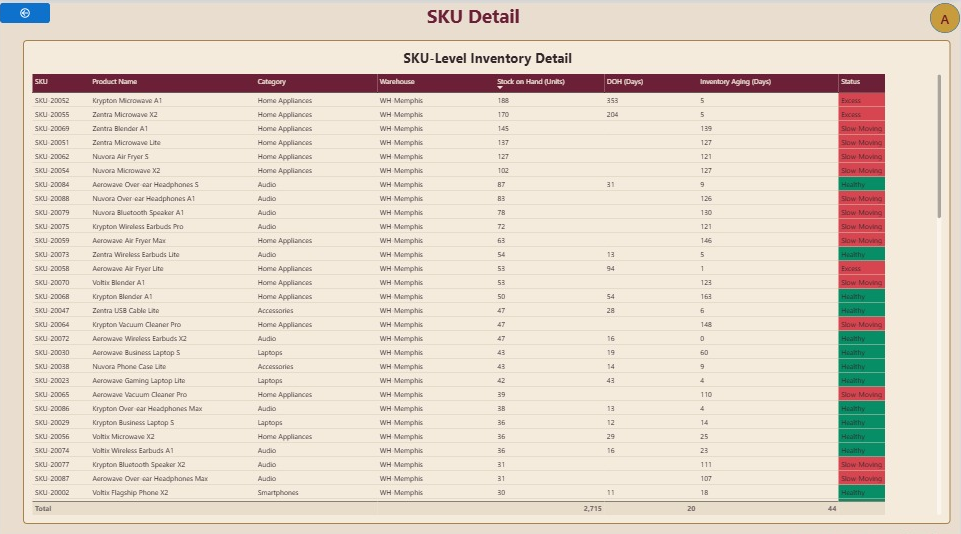 SKU Detail
A
SKU-Level Inventory Detail
SKU Product Name Category Warehouse Stock on Hand (Units) DOH (Days) Inventory Aging (Days) Status
SKU-20052 Krypton Microwave A1 Home Appliances WH-Memphis 188 353 5 Excess
SKU-20055 Zentra Microwave X2 Home Appliances WH-Memphis 170 204 5 Excess
SKU-20069 Zentra Blender A1 Home Appliances WH-Memphis 145 139 Slow-Moving
SKU-20051 Zentra Microwave Lite Home Appliances WH-Memphis 137 127 Slow-Moving
SKU-20062 Nuvora Air Fryer S Home Appliances WH-Memphis 127 121 Slow-Moving
SKU-20054 Nuvora Microwave X2 Home Appliances WH-Memphis 102 127 Slow-Moving
SKU-20084 Aerowave Over-ear Headphones S Audio WH-Memphis 87 31 9 Healthy
SKU-20088 Nuvora Over-ear Headphones A1 Audio WH-Memphis 83 126 Slow-Moving
SKU-20079 Nuvora Bluetooth Speaker A1 Audio WH-Memphis 78 130 Slow-Moving
SKU-20075 Krypton Wireless Earbuds Pro Audio WH-Memphis 72 121 Slow-Moving
SKU-20059 Aerowave Air Fryer Max Home Appliances WH-Memphis 63 146 Slow-Moving
SKU-20073 Zentra Wireless Earbuds Lite Audio WH-Memphis 54 13 5 Healthy
SKU-20058 Aerowave Air Fryer Lite Home Appliances WH-Memphis 53 94 1 Excess
SKU-20070 Voltix Blender A1 Home Appliances WH-Memphis 53 123 Slow-Moving
SKU-20068 Krypton Blender A1 Home Appliances WH-Memphis 50 54 163 Healthy
SKU-20047 Zentra USB Cable Lite Accessories WH-Memphis 47 28 6 Healthy
SKU-20064 Krypton Vacuum Cleaner Pro Home Appliances WH-Memphis 47 148 Slow-Moving
SKU-20072 Aerowave Wireless Earbuds X2 Audio WH-Memphis 47 16 0 Healthy
SKU-20030 Aerowave Business Laptop S Laptops WH-Memphis 43 19 60 Healthy
SKU-20038 Nuvora Phone Case Lite Accessories WH-Memphis 43 14 9 Healthy
SKU-20023 Aerowave Gaming Laptop Lite Laptops WH-Memphis 42 43 4 Healthy
SKU-20065 Aerowave Vacuum Cleaner Pro Home Appliances WH-Memphis 39 110 Slow-Moving
SKU-20086 Krypton Over-ear Headphones Max Audio WH-Memphis 38 13 4 Healthy
SKU-20029 Krypton Business Laptop S Laptops WH-Memphis 36 12 14 Healthy
SKU-20056 Voltix Microwave X2 Home Appliances WH-Memphis 36 29 25 Healthy
SKU-20074 Voltix Wireless Earbuds A1 Audio WH-Memphis 36 16 23 Healthy
SKU-20077 Krypton Bluetooth Speaker X2 Audio WH-Memphis 31 111 Slow-Moving
SKU-20087 Aerowave Over-ear Headphones Max Audio WH-Memphis 31 107 Slow-Moving
SKU-20002 Voltix Flagship Phone X2 Smartphones WH-Memphis 30 11 18 Healthy
Total 2,715 20 44